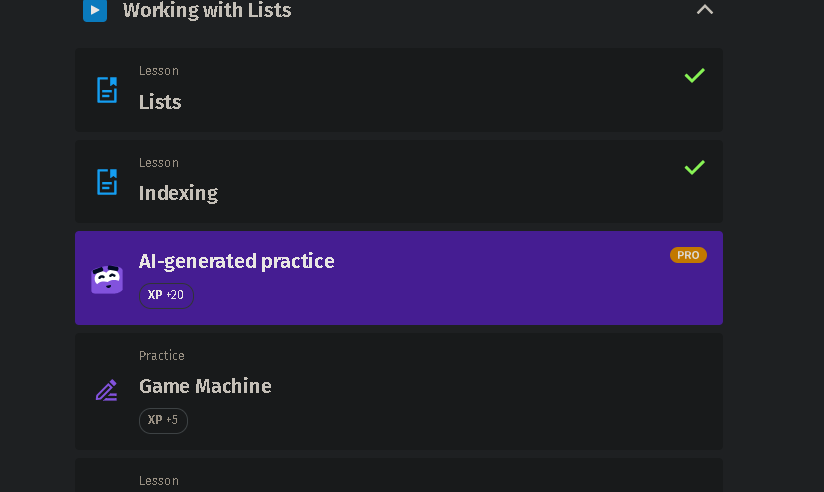 Working with Lists
Lesson
Lists
Lesson
Indexing
AI-generated practice
PRO
XP +20
Practice
Game Machine
XP +5
Lesson